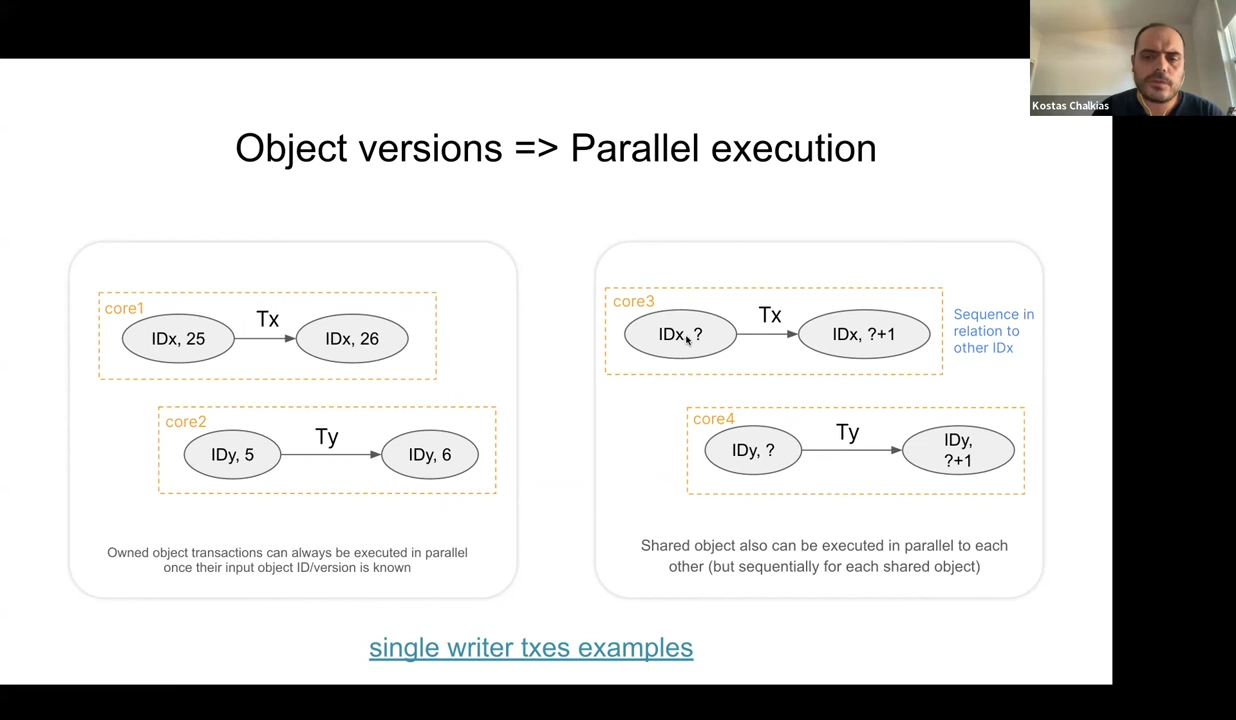 Kostas Chalkias
Object versions => Parallel execution
core1
IDx, 25
Tx
IDx, 26
core2
IDy, 5
Ty
IDy, 6
Owned object transactions can always be executed in parallel
once their input object ID/version is known
core3
IDx, ?
Tx
IDx, ?+1
Sequence in
relation to
other IDx
core4
IDy, ?
Ty
IDy,
?+1
Shared object also can be executed in parallel to each
other (but sequentially for each shared object)
single writer txes examples